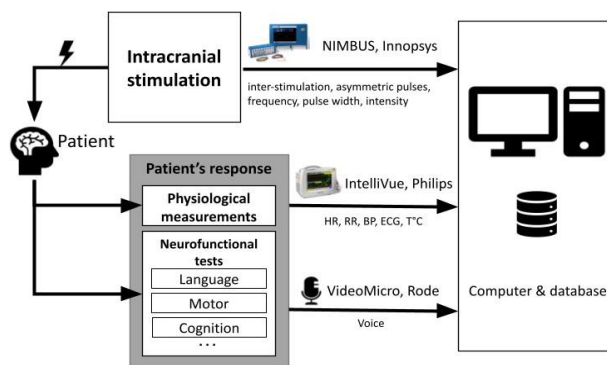 Intracranial
stimulation
NIMBUS, Innopsys
inter-stimulation, asymmetric pulses,
frequency, pulse width, intensity
Patient
Patient's response
Physiological
measurements
IntelliVue, Philips
HR, RR, BP, ECG, T°C
Neurofunctional
tests
Language
Motor
Cognition
...
VideoMicro, Rode
Voice
Computer & database